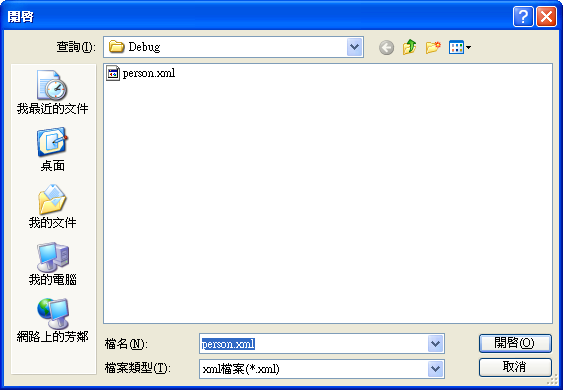 開啓
查詢(I):
Debug
person.xml
我最近的文件
桌面
我的文件
我的電腦
網路上的芳鄰
檔名(N):
person.xml
開啓(O)
檔案類型(T):
xml檔案(*.xml)
取消